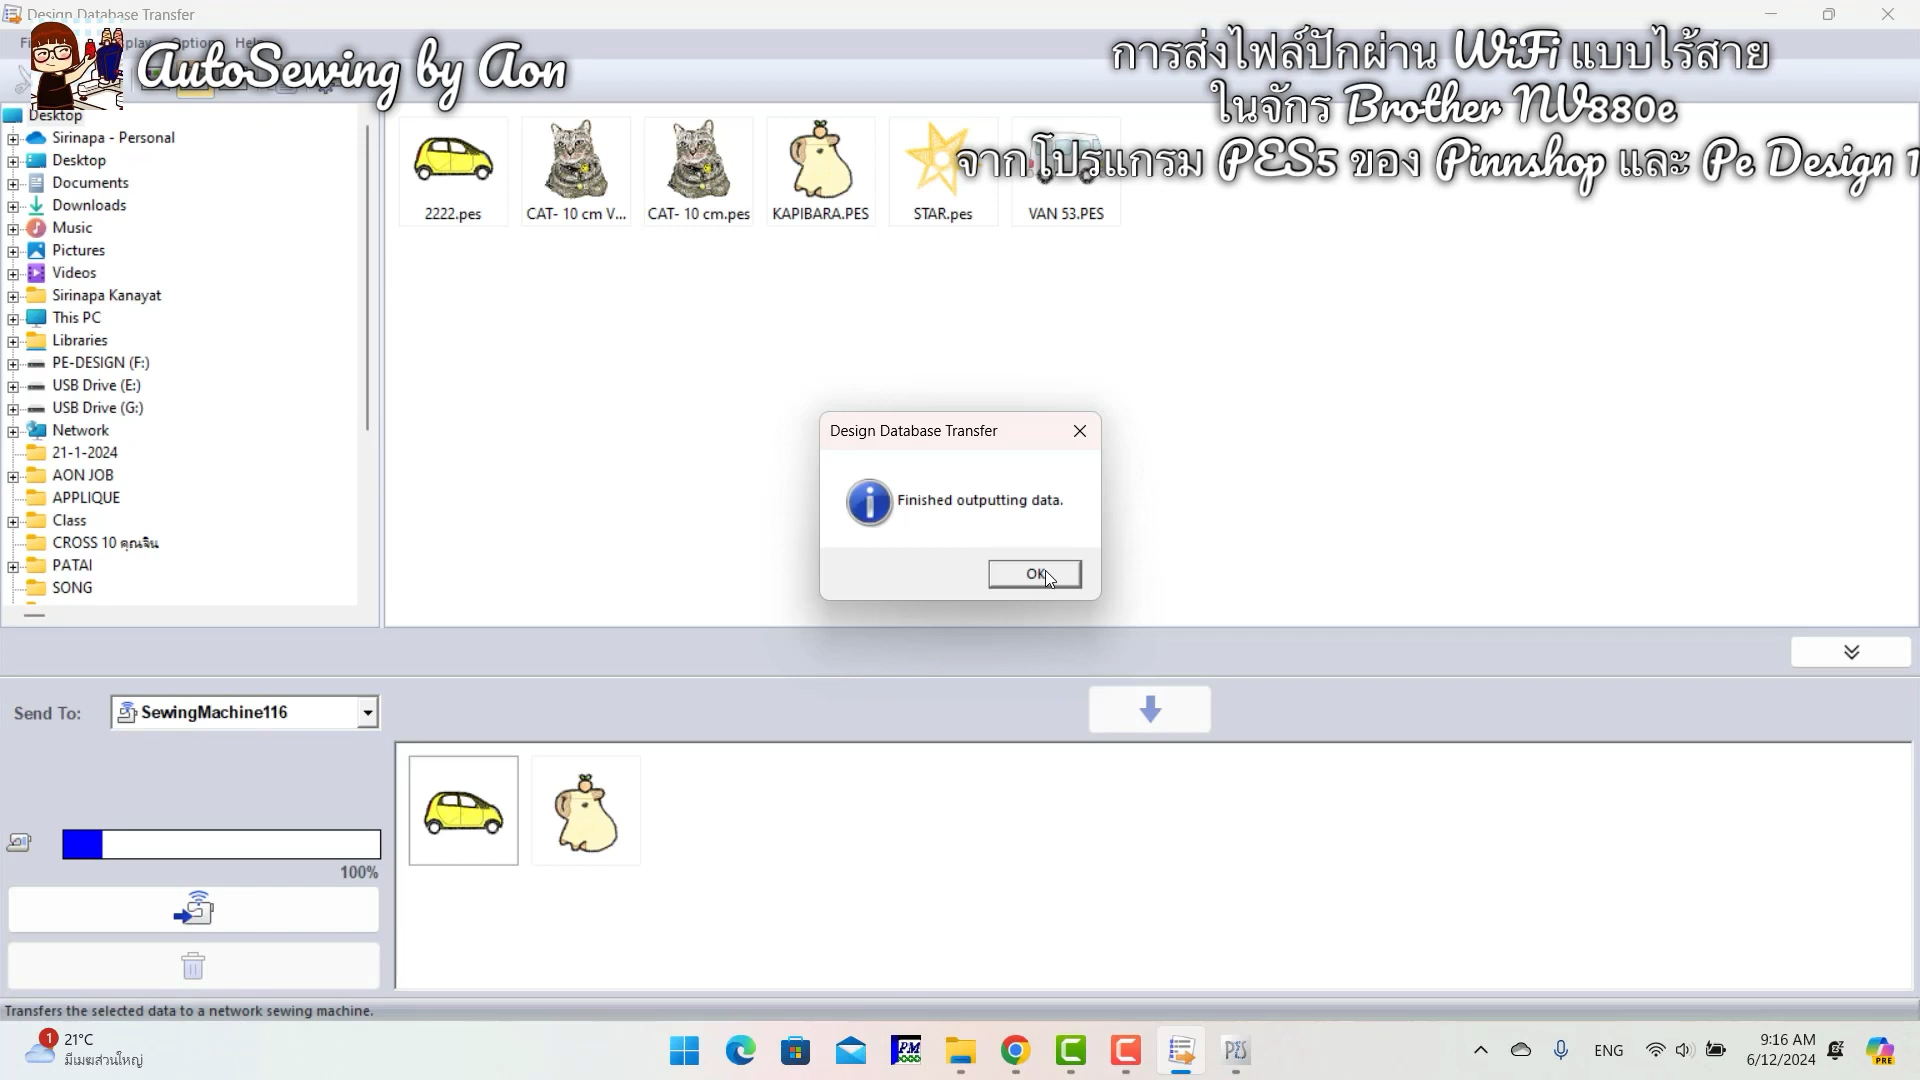 Design Database Transfer
Option
AutoSewing by Aon
การส่งไฟล์ปักผ่าน WiFi แบบไร้สาย
ในจักร Brother NV880e
จากโปรแกรม PES5 ของ Pinnshop และ Pe Design 1
Desktop
Sirinapa - Personal
Desktop
Documents
Downloads
Music
Pictures
Videos
Sirinapa Kanayat
This PC
Libraries
PE-DESIGN (F:)
USB Drive (E:)
USB Drive (G:)
Network
21-1-2024
AON JOB
APPLIQUE
Class
CROSS 10 คุณจิน
PATAI
SONG
2222.pes
CAT- 10 cm V...
CAT- 10 cm.pes
KAPIBARA.PES
STAR.pes
VAN 53.PES
Design Database Transfer
Finished outputting data.
OK
Send To:
SewingMachine116
100%
Transfers the selected data to a network sewing machine.
1
21°C
มีเมฆส่วนใหญ่
PM
PES
ENG
9:16 AM
6/12/2024
PRE